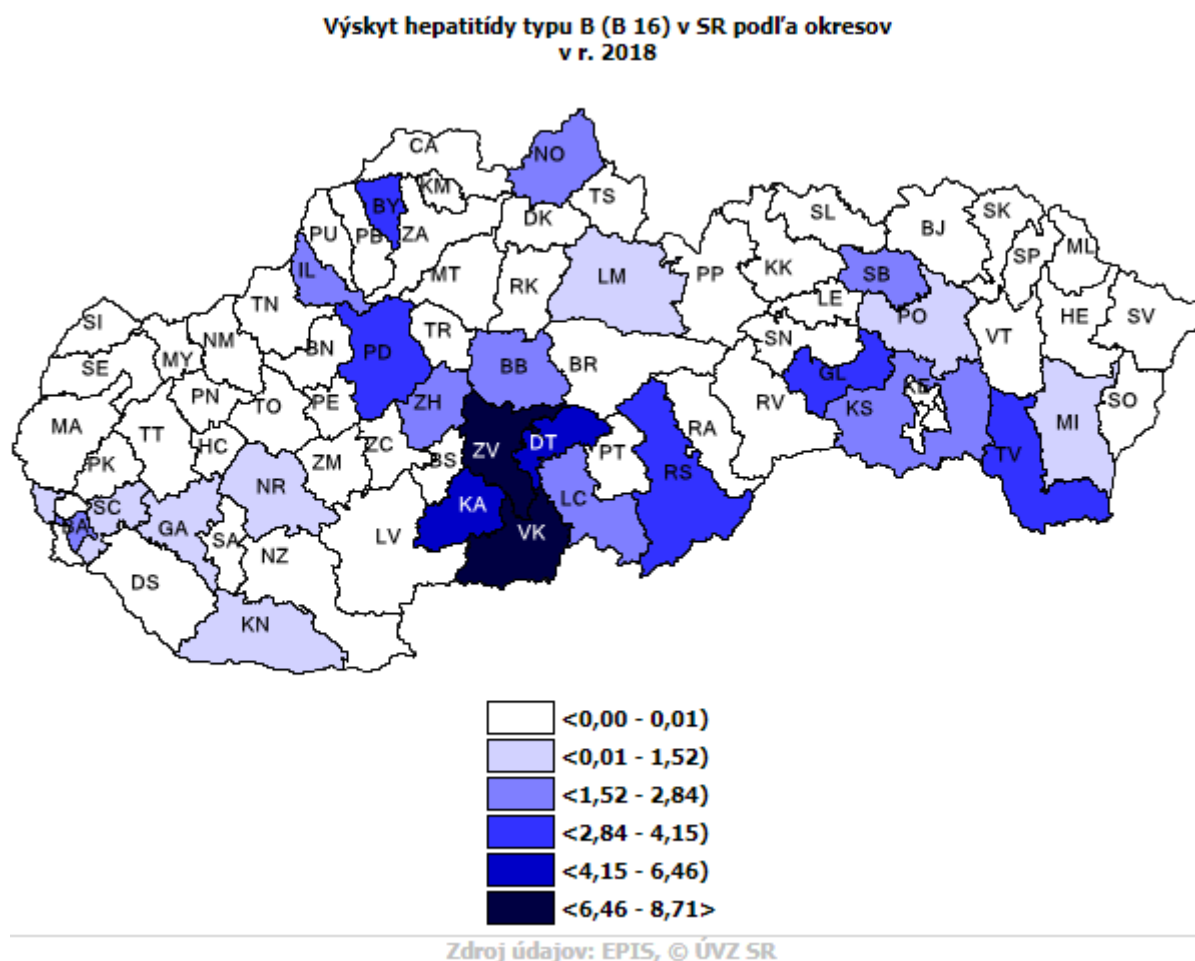 Výskyt hepatitídy typu B (B 16) v SR podľa okresov
v r. 2018
CA
NO
KM
TS
BY
SL
SK
PU
PB
ZA
DK
BJ
ML
SP
IL
MT
RK
LM
PP
KK
SB
LE
PO
HE
SV
TN
SI
NM
BN
PD
TR
SN
VT
MY
SE
BB
BR
GL
KE
PN
TO
PE
ZH
RV
KS
SO
MA
TT
HC
ZM
ZC
BS
ZV
DT
PT
RA
MI
PK
NR
KA
LC
RS
TV
SC
BA
GA
SA
NZ
LV
VK
DS
KN
<0,00 - 0,01)
<0,01 - 1,52)
<1,52 - 2,84)
<2,84 - 4,15)
<4,15 - 6,46)
<6,46 - 8,71>
Zdroj údajov: EPIS, © ÚVZ SR